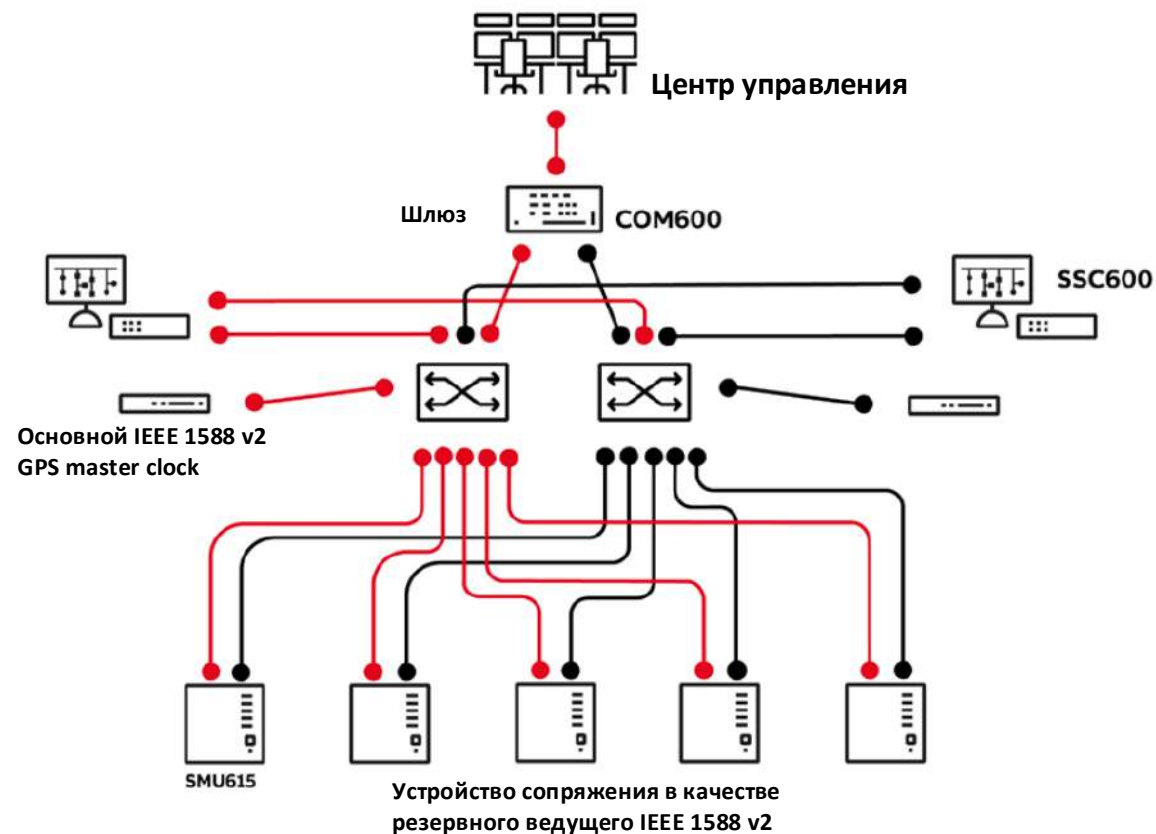 Центр управления
Шлюз
COM600
SSC600
Основной IEEE 1588 v2
GPS master clock
SMU615
Устройство сопряжения в качестве
резервного ведущего IEEE 1588 v2